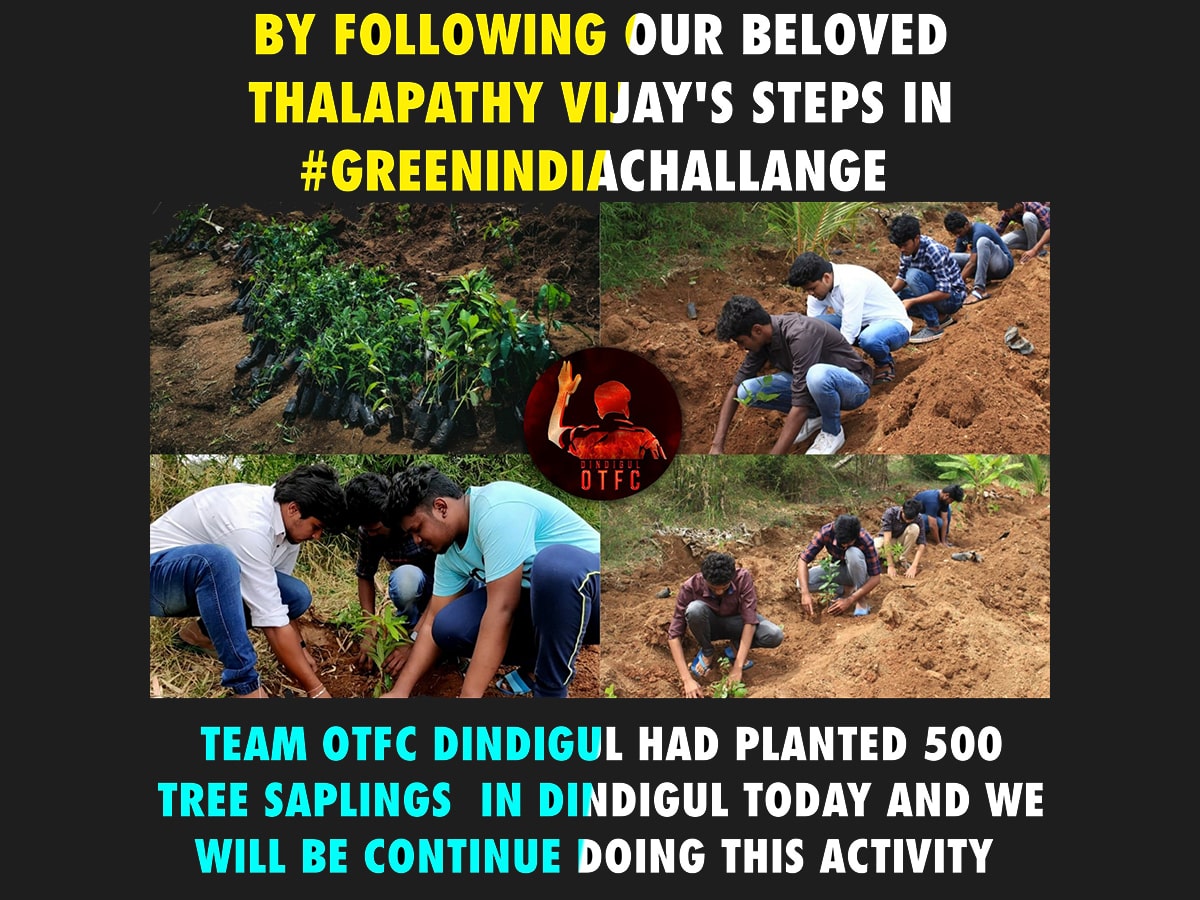 BY FOLLOWING OUR BELOVED
THALAPATHY VIJAY'S STEPS IN
#GREENINDIACHALLANGE
DINDIGUL
OTFC
TEAM OTFC DINDIGUL HAD PLANTED 500
TREE SAPLINGS IN DINDIGUL TODAY AND WE
WILL BE CONTINUE DOING THIS ACTIVITY